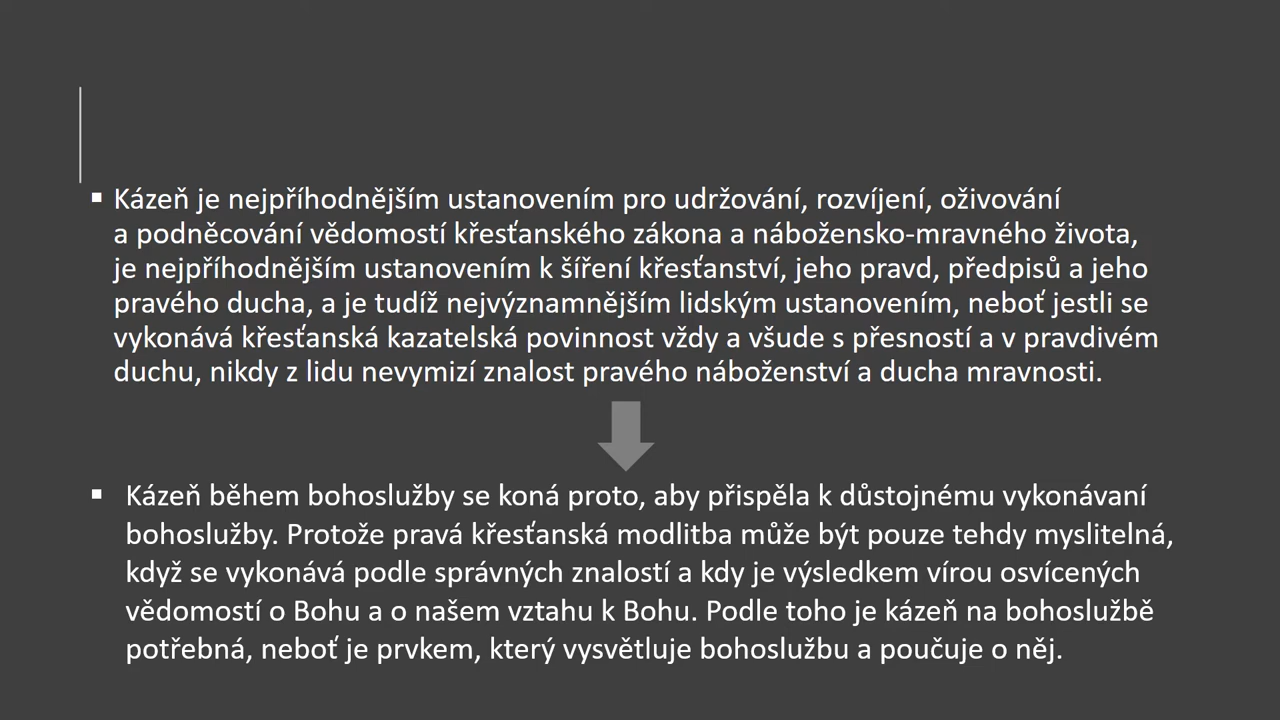 ▪ Kázeň je nejpříhodnějším ustanovením pro udržování, rozvíjení, oživování
a podněcování vědomostí křesťanského zákona a nábožensko-mravného života,
je nejpříhodnějším ustanovením k šíření křesťanství, jeho pravd, předpisů a jeho
pravého ducha, a je tudíž nejvýznamnějším lidským ustanovením, neboť jestli se
vykonává křesťanská kazatelská povinnost vždy a všude s přesností a v pravdivém
duchu, nikdy z lidu nevymizí znalost pravého náboženství a ducha mravnosti.
▪ Kázeň během bohoslužby se koná proto, aby přispěla k důstojnému vykonávaní
bohoslužby. Protože pravá křesťanská modlitba může být pouze tehdy myslitelná,
když se vykonává podle správných znalostí a kdy je výsledkem vírou osvícených
vědomostí o Bohu a o našem vztahu k Bohu. Podle toho je kázeň na bohoslužbě
potřebná, neboť je prvkem, který vysvětluje bohoslužbu a poučuje o něj.